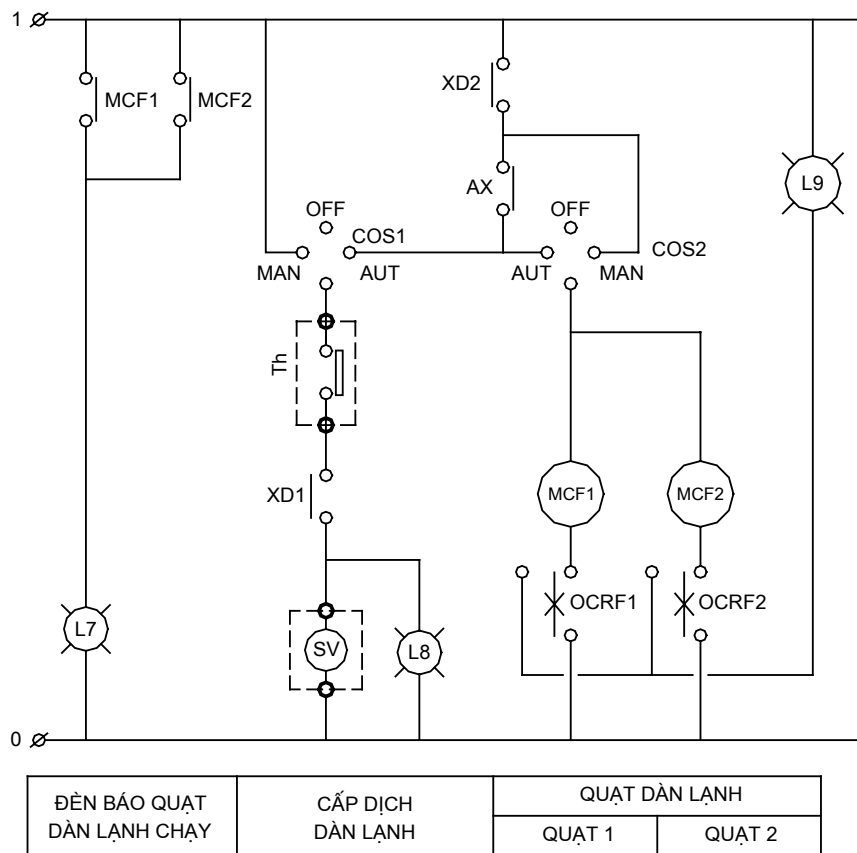 1
MCF1
MCF2
XD2
AX
L9
OFF
OFF
COS1
COS2
MAN
AUT
AUT
MAN
Th
XD1
MCF1
MCF2
OCRF1
OCRF2
L7
SV
L8
0
ĐÈN BÁO QUẠT
DÀN LẠNH CHẠY
CẤP DỊCH
DÀN LẠNH
QUẠT DÀN LẠNH
QUẠT 1
QUẠT 2